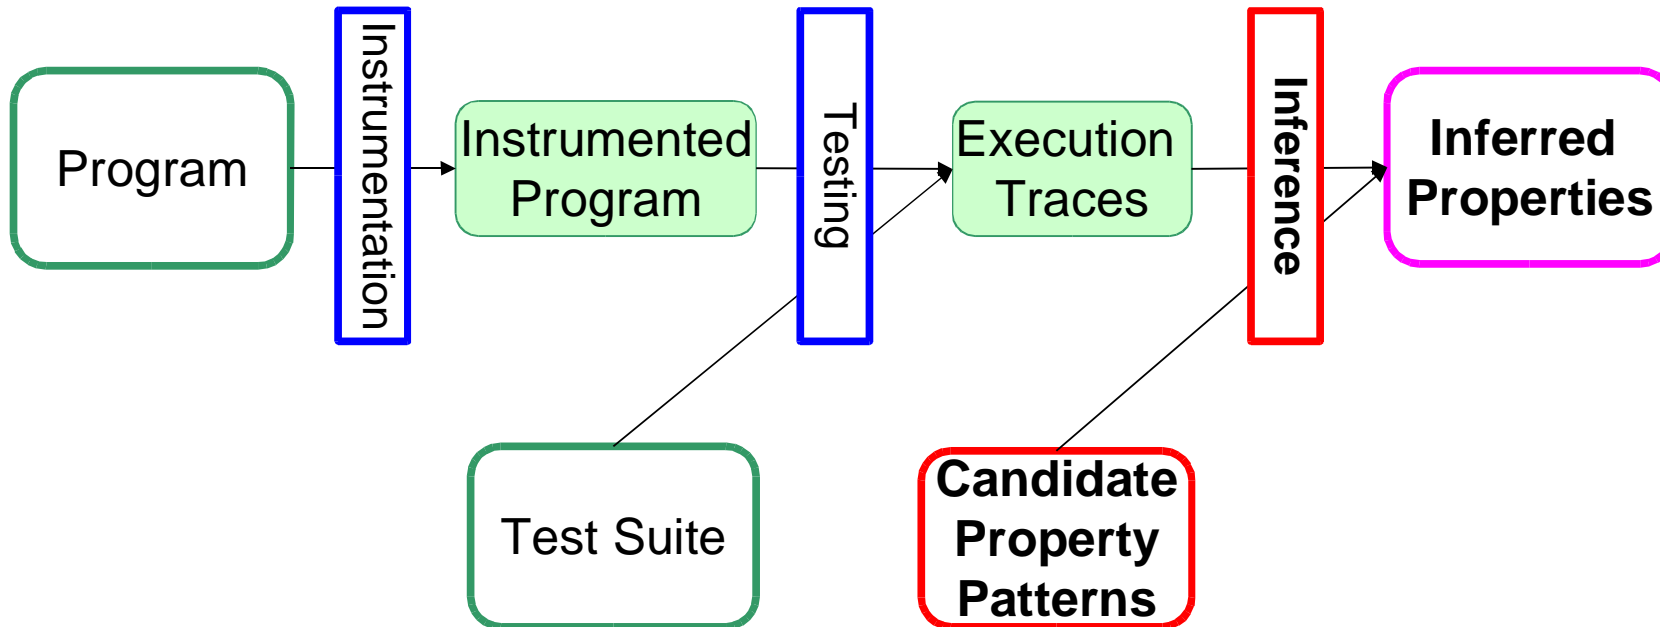 Program
Instrumentation
Instrumented
Program
Testing
Execution
Traces
Inference
Inferred
Properties
Test Suite
Candidate
Property
Patterns